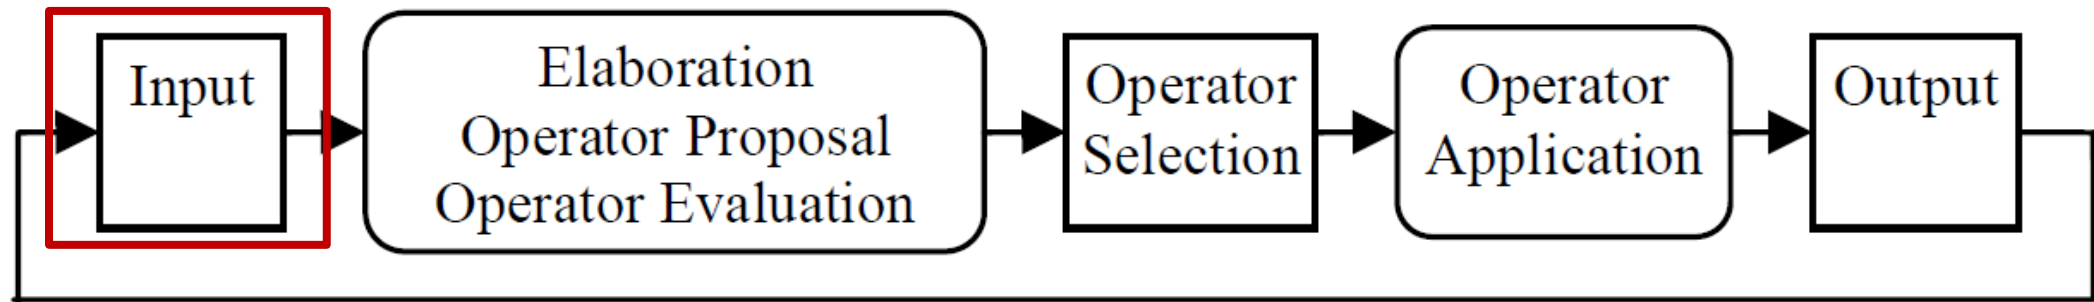 Input
Elaboration
Operator Proposal
Operator Evaluation
Operator
Selection
Operator
Application
Output